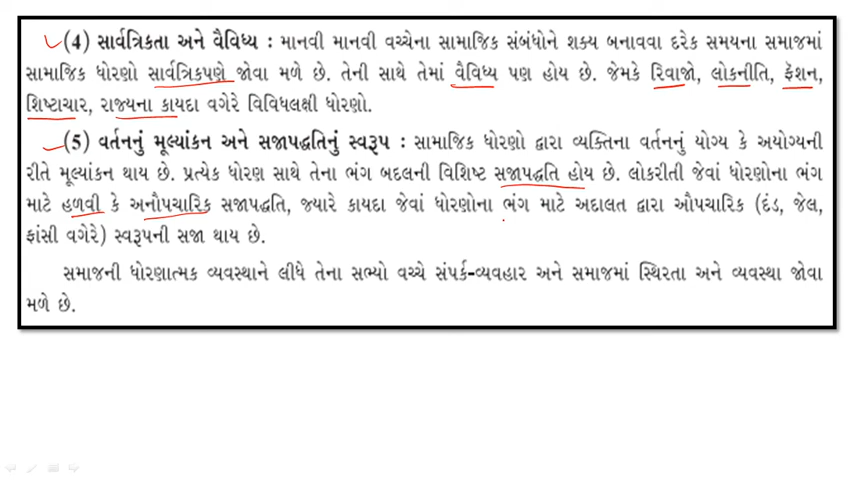 (4) સાર્વત્રિકતા અને વૈવિધ્ય : માનવી માનવી વચ્ચેના સામાજિક સંબંધોને શક્ય બનાવવા દરેક સમયના સમાજમાં
સામાજિક ધોરણો સાર્વત્રિકપણે જોવા મળે છે. તેની સાથે તેમાં વૈવિધ્ય પણ હોય છે. જેમકે રિવાજો, લોકનીતિ, ફૅશન,
શિષ્ટાચાર, રાજ્યના કાયદા વગેરે વિવિધલક્ષી ધોરણો.
(5) વર્તનનું મૂલ્યાંકન અને સજાપદ્ધતિનું સ્વરૂપ : સામાજિક ધોરણો દ્વારા વ્યક્તિના વર્તનનું યોગ્ય કે અયોગ્યની
રીતે મૂલ્યાંકન થાય છે. પ્રત્યેક ધોરણ સાથે તેના ભંગ બદલની વિશિષ્ટ સજાપદ્ધતિ હોય છે. લોકરીતી જેવાં ધોરણોના ભંગ
માટે હળવી કે અનૌપચારિક સજાપદ્ધતિ, જ્યારે કાયદા જેવાં ધોરણોના ભંગ માટે અદાલત દ્વારા ઔપચારિક (દંડ, જેલ,
ફાંસી વગેરે) સ્વરૂપની સજા થાય છે.
સમાજની ધોરણાત્મક વ્યવસ્થાને લીધે તેના સભ્યો વચ્ચે સંપર્ક-વ્યવહાર અને સમાજમાં સ્થિરતા અને વ્યવસ્થા જોવા
મળે છે.